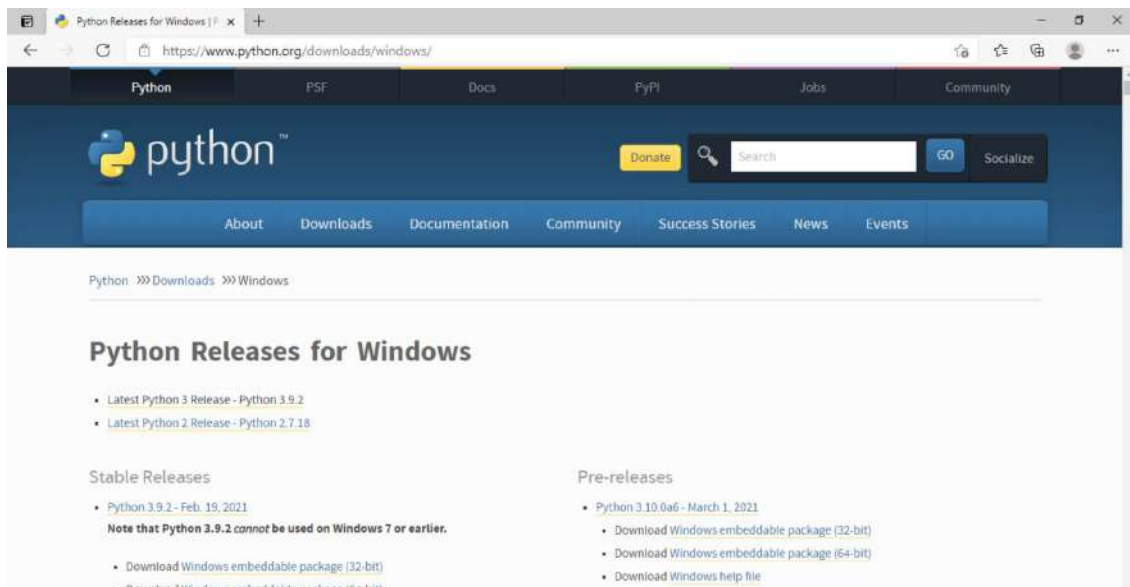 Python Releases for Windows |
https://www.python.org/downloads/windows/
Python PSF Docs PyPI Jobs Community
python™
Donate Search GO Socialize
About Downloads Documentation Community Success Stories News Events
Python >>> Downloads >>> Windows
Python Releases for Windows
Latest Python 3 Release - Python 3.9.2
Latest Python 2 Release - Python 2.7.18
Stable Releases
Python 3.9.2 - Feb. 19, 2021
Note that Python 3.9.2 cannot be used on Windows 7 or earlier.
Download Windows embeddable package (32-bit)
Pre-releases
Python 3.10.0a6 - March 1, 2021
Download Windows embeddable package (32-bit)
Download Windows embeddable package (64-bit)
Download Windows help file